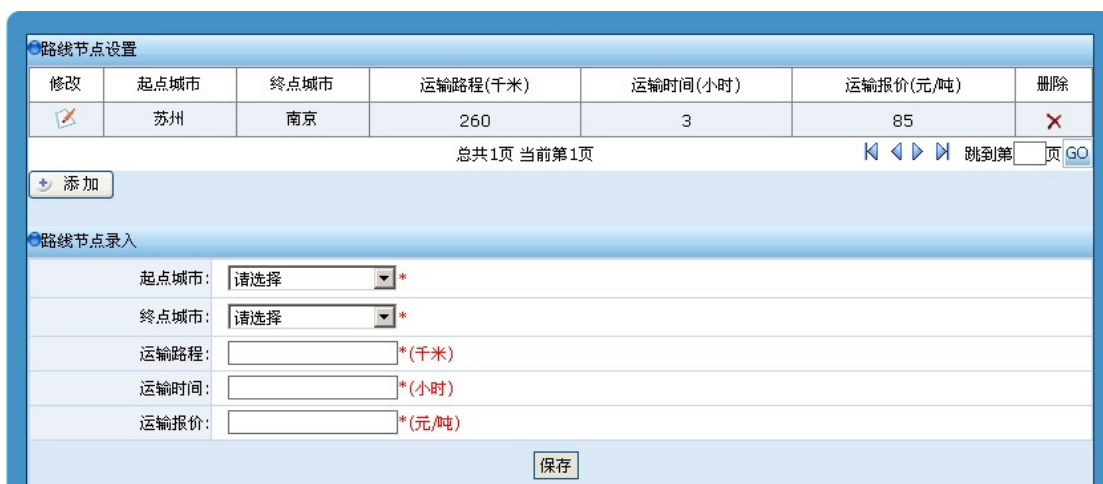 路线节点设置
修改 起点城市 终点城市 运输路程(千米) 运输时间(小时) 运输报价(元/吨) 删除
苏州 南京 260 3 85
总共1页 当前第1页 跳到第 页 GO
添加
路线节点录入
起点城市: 请选择 *
终点城市: 请选择 *
运输路程: *(千米)
运输时间: *(小时)
运输报价: *(元/吨)
保存